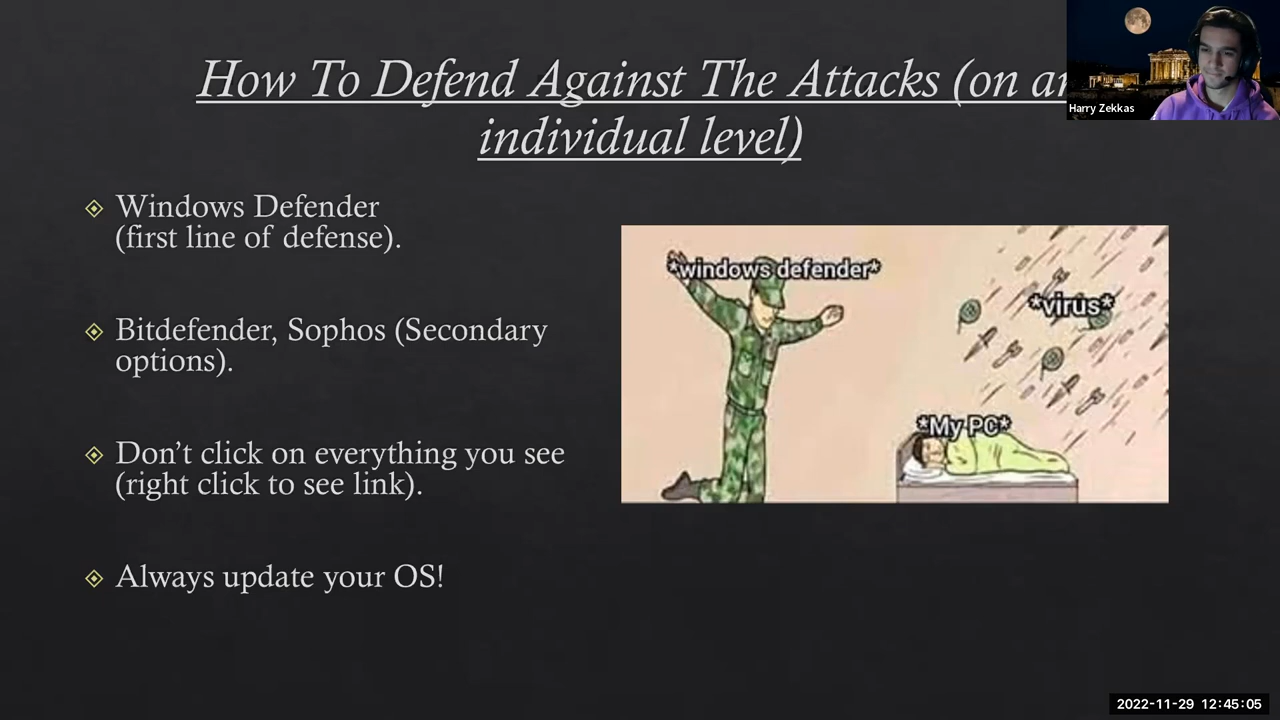 How To Defend Against The Attacks (on an
individual level)
Harry Zekkas
Windows Defender
(first line of defense).
Bitdefender, Sophos (Secondary
options).
Don’t click on everything you see
(right click to see link).
Always update your OS!
*windows defender*
*virus*
*My PC*
2022-11-29 12:45:05